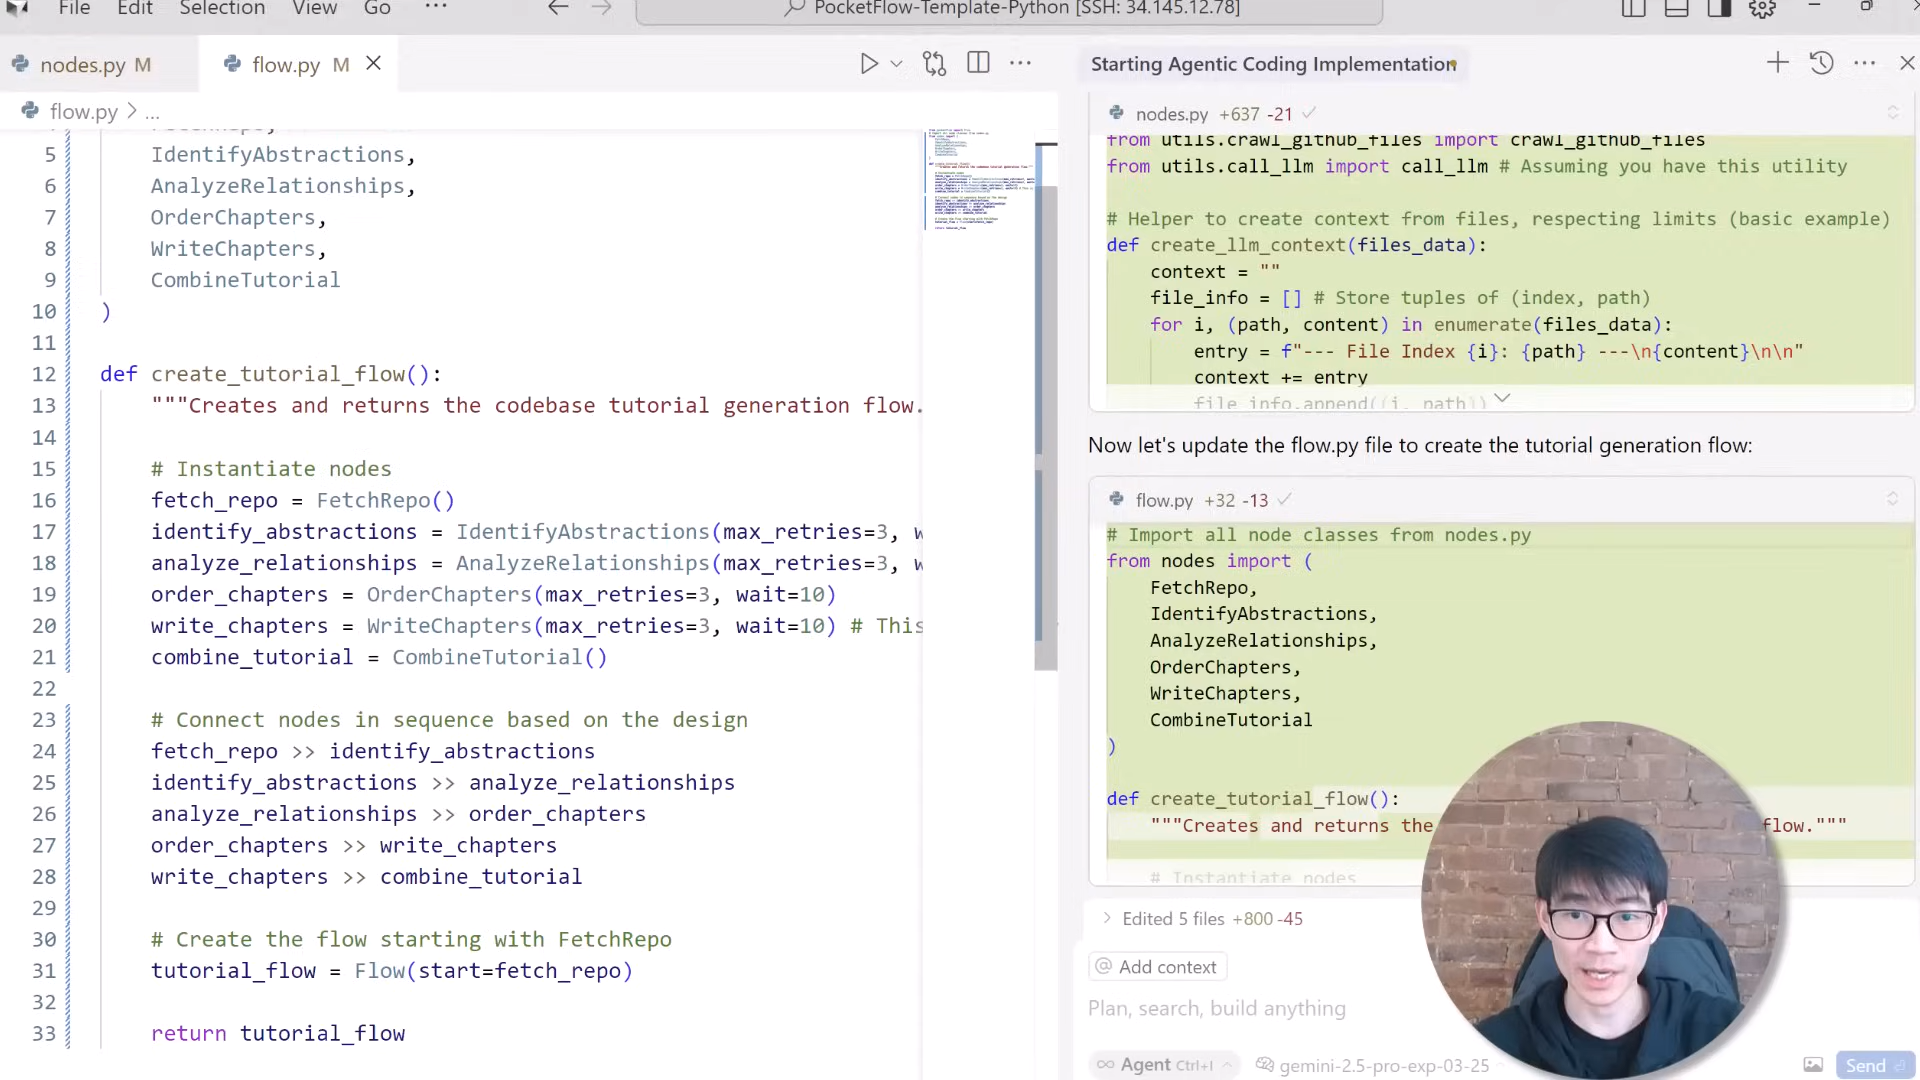 File Edit Selection View Go ··· PocketFlow-Template-Python [SSH: 34.145.12.78]
nodes.py M flow.py M
flow.py > ...
5 IdentifyAbstractions,
6 AnalyzeRelationships,
7 OrderChapters,
8 WriteChapters,
9 CombineTutorial
10 )
11
12 def create_tutorial_flow():
13 """Creates and returns the codebase tutorial generation flow.
14
15 # Instantiate nodes
16 fetch_repo = FetchRepo()
17 identify_abstractions = IdentifyAbstractions(max_retries=3, w
18 analyze_relationships = AnalyzeRelationships(max_retries=3, w
19 order_chapters = OrderChapters(max_retries=3, wait=10)
20 write_chapters = WriteChapters(max_retries=3, wait=10) # This
21 combine_tutorial = CombineTutorial()
22
23 # Connect nodes in sequence based on the design
24 fetch_repo >> identify_abstractions
25 identify_abstractions >> analyze_relationships
26 analyze_relationships >> order_chapters
27 order_chapters >> write_chapters
28 write_chapters >> combine_tutorial
29
30 # Create the flow starting with FetchRepo
31 tutorial_flow = Flow(start=fetch_repo)
32
33 return tutorial_flow
Starting Agentic Coding Implementation
nodes.py +637 -21
from utils.crawl_github_files import crawl_github_files
from utils.call_llm import call_llm # Assuming you have this utility
# Helper to create context from files, respecting limits (basic example)
def create_llm_context(files_data):
context = ""
file_info = [] # Store tuples of (index, path)
for i, (path, content) in enumerate(files_data):
entry = f"--- File Index {i}: {path} ---\n{content}\n\n"
context += entry
file_info.append((i, path))
Now let's update the flow.py file to create the tutorial generation flow:
flow.py +32 -13
# Import all node classes from nodes.py
from nodes import (
FetchRepo,
IdentifyAbstractions,
AnalyzeRelationships,
OrderChapters,
WriteChapters,
CombineTutorial
)
def create_tutorial_flow():
"""Creates and returns the flow."""
# Instantiate nodes
Edited 5 files +800 -45
@ Add context
Plan, search, build anything
Agent Ctrl+I gemini-2.5-pro-exp-03-25 Send